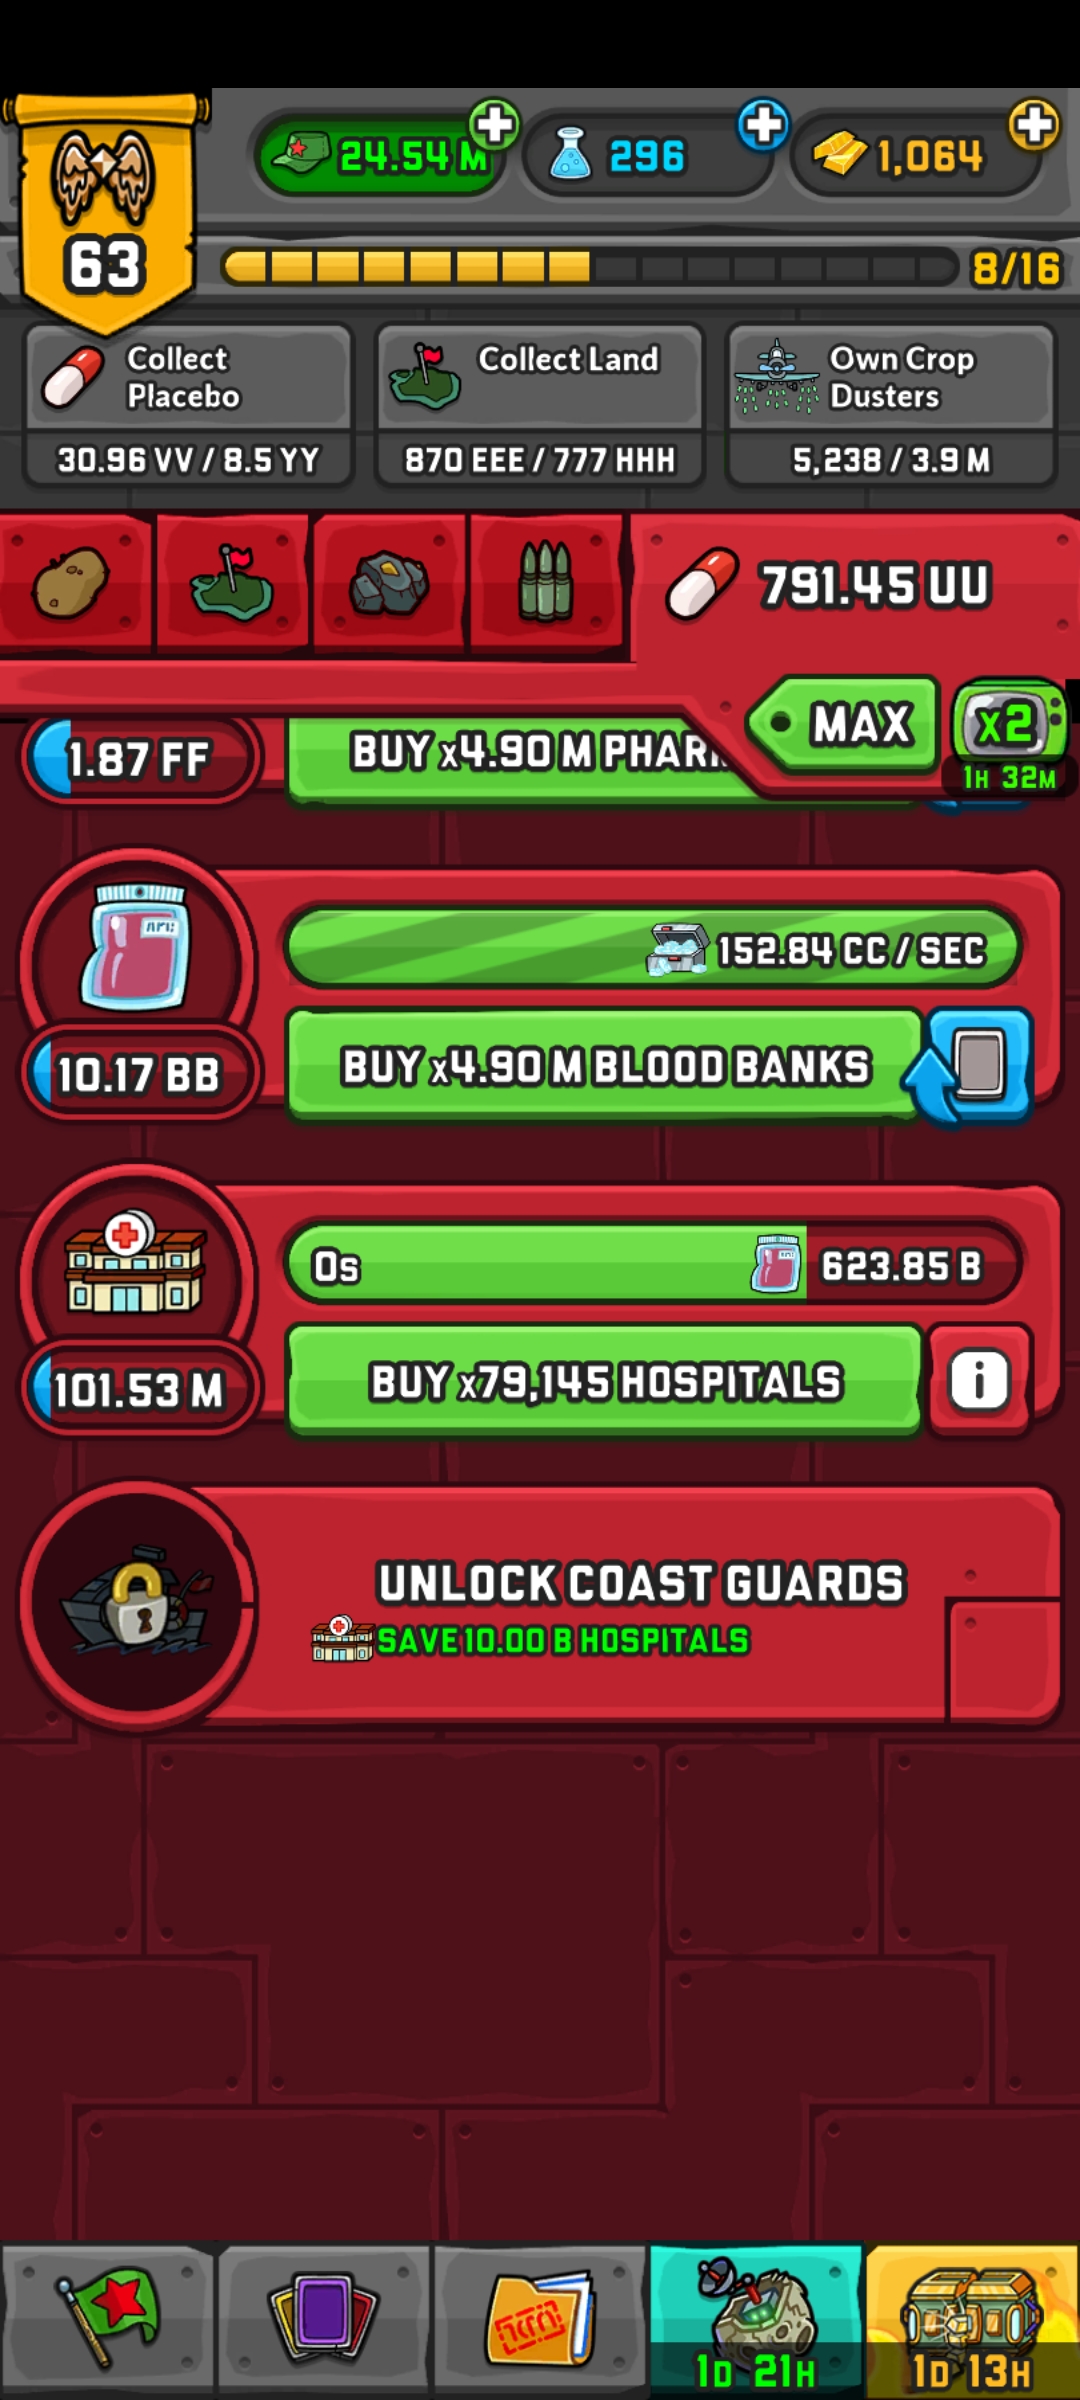 24.54 M
296
1,064
63
8/16
Collect
Placebo
30.96 VV / 8.5 YY
Collect Land
870 EEE / 777 HHH
Own Crop
Dusters
5,238 / 3.9 M
791.45 UU
MAX
x2
1H 32M
1.87 FF
BUY x4.90 M PHAR
152.84 CC / SEC
10.17 BB
BUY x4.90 M BLOOD BANKS
0s
623.85 B
101.53 M
BUY x79,145 HOSPITALS
i
UNLOCK COAST GUARDS
SAVE 10.00 B HOSPITALS
1D 21H
1D 13H